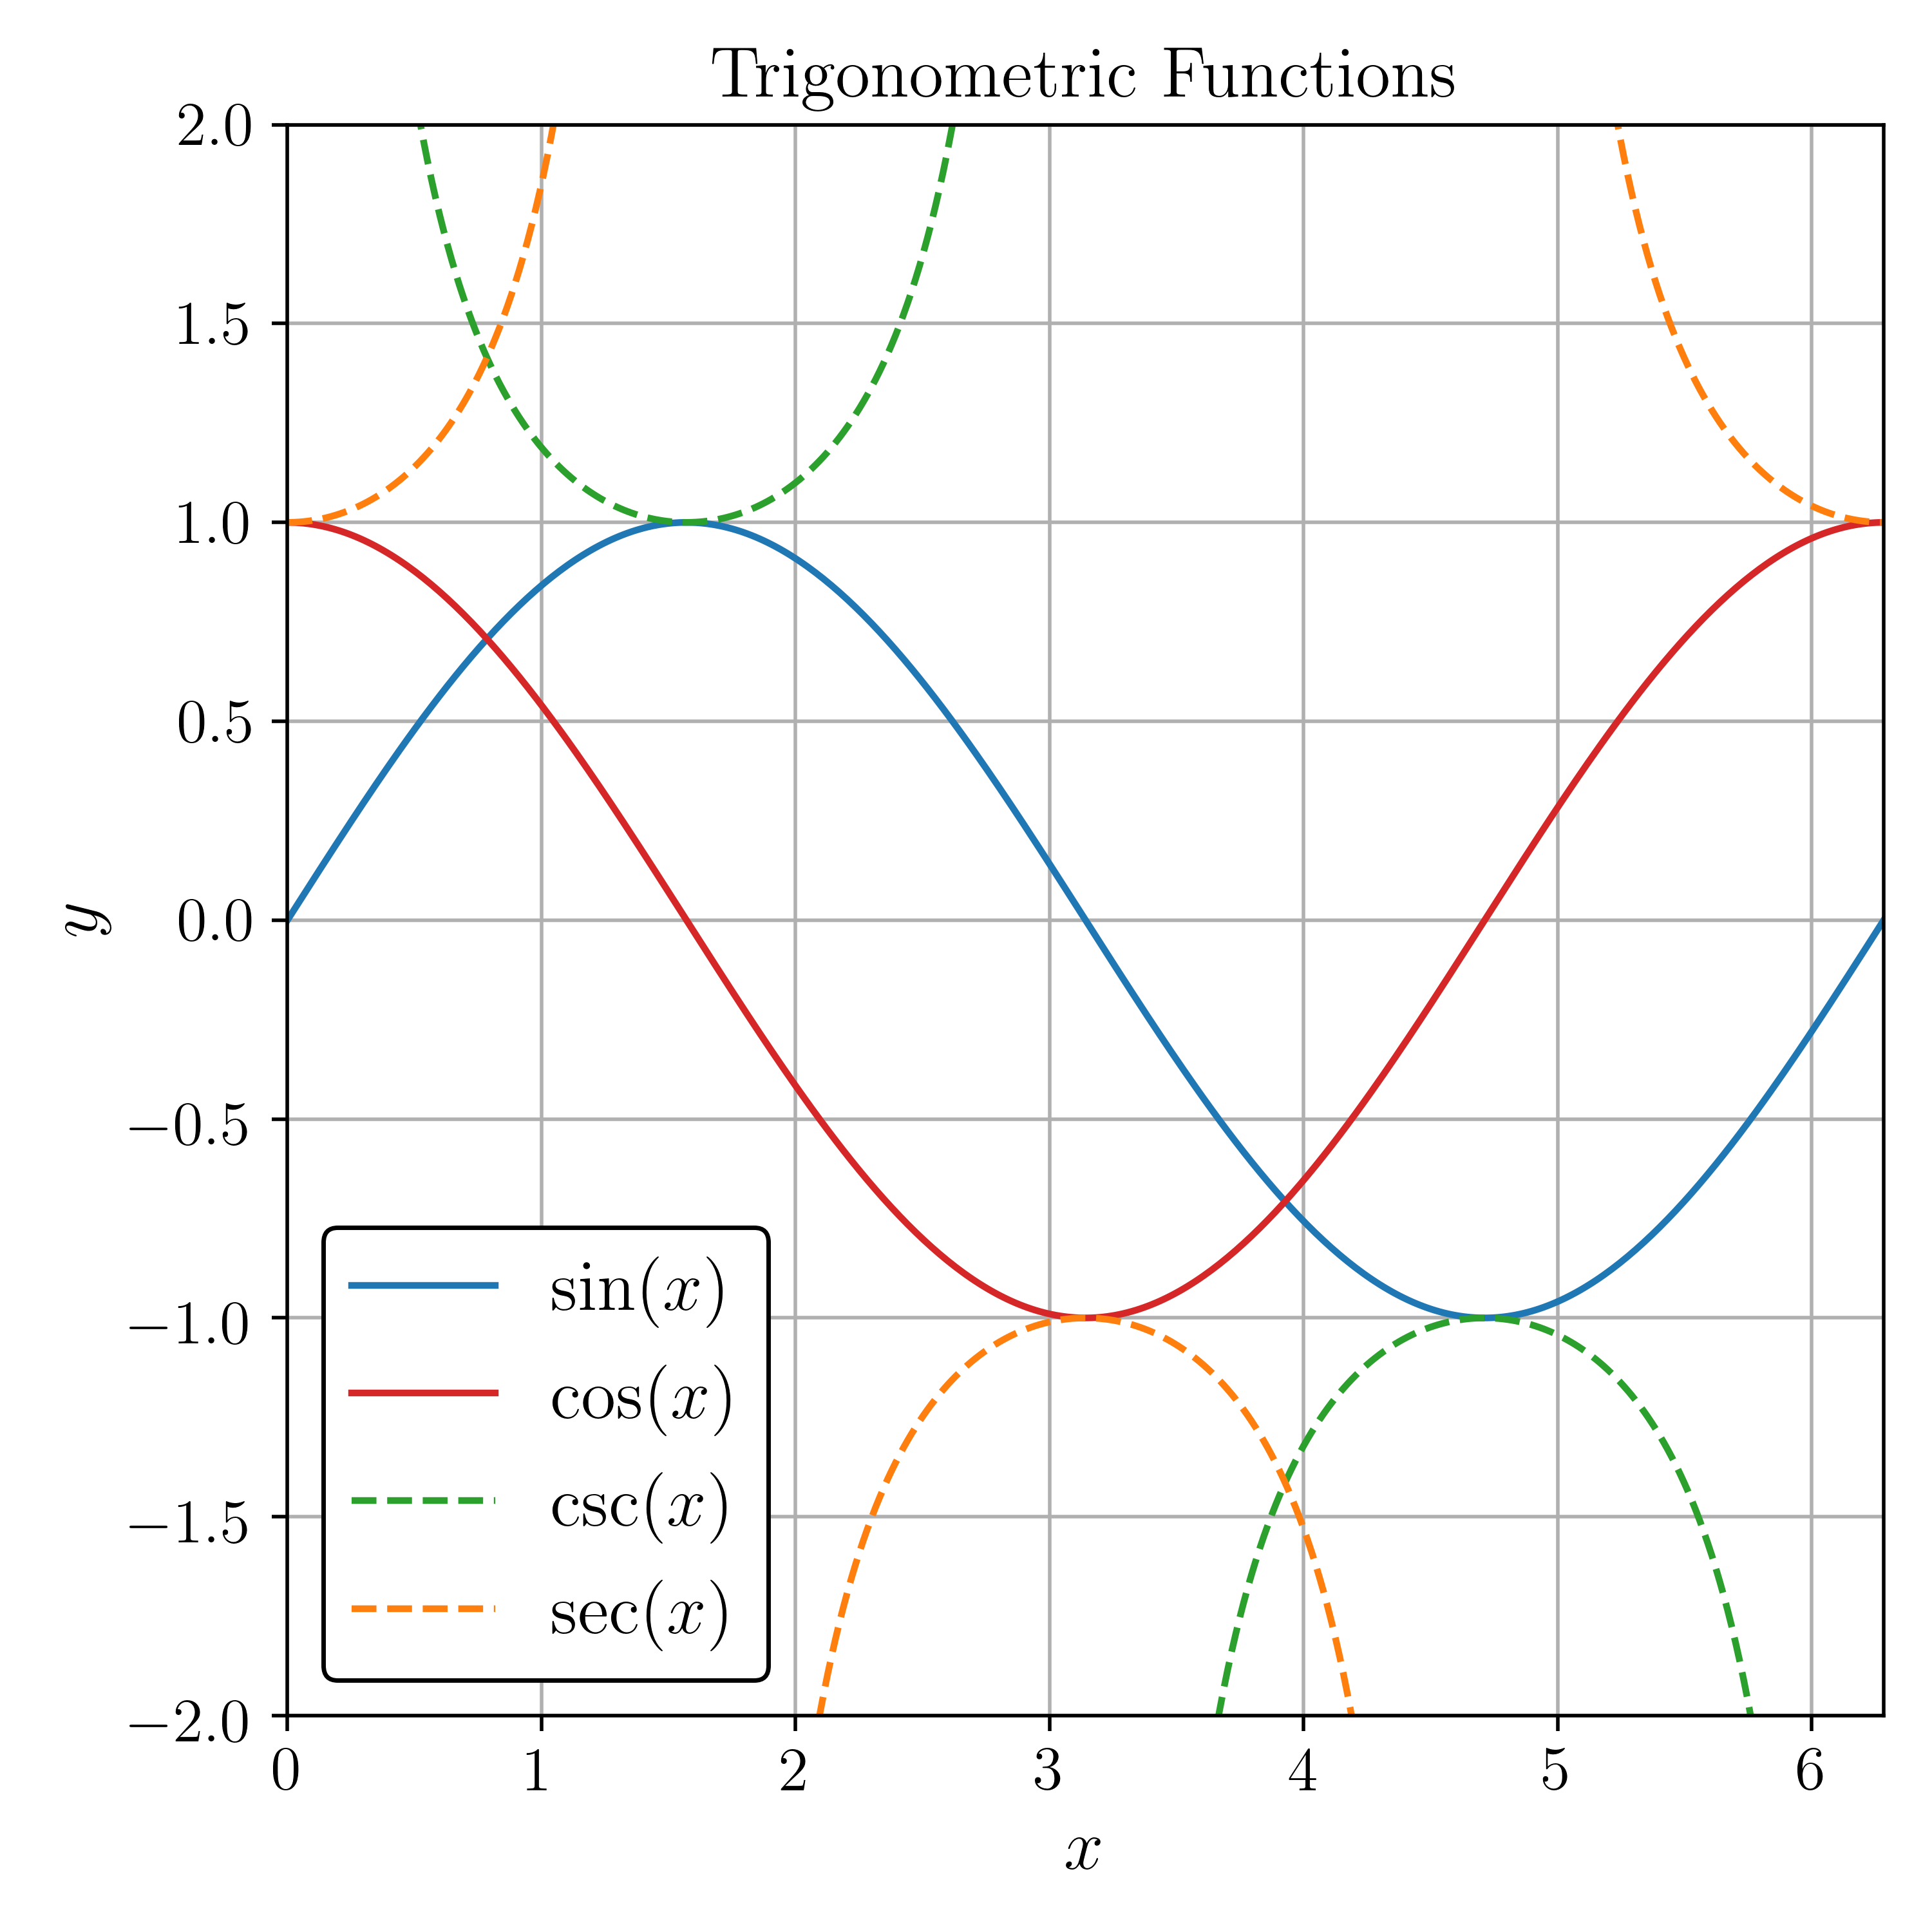 Trigonometric Functions
2.0
1.5
1.0
0.5
0.0
−0.5
−1.0
−1.5
−2.0
y
sin(x)
cos(x)
csc(x)
sec(x)
0 1 2 3 4 5 6
x